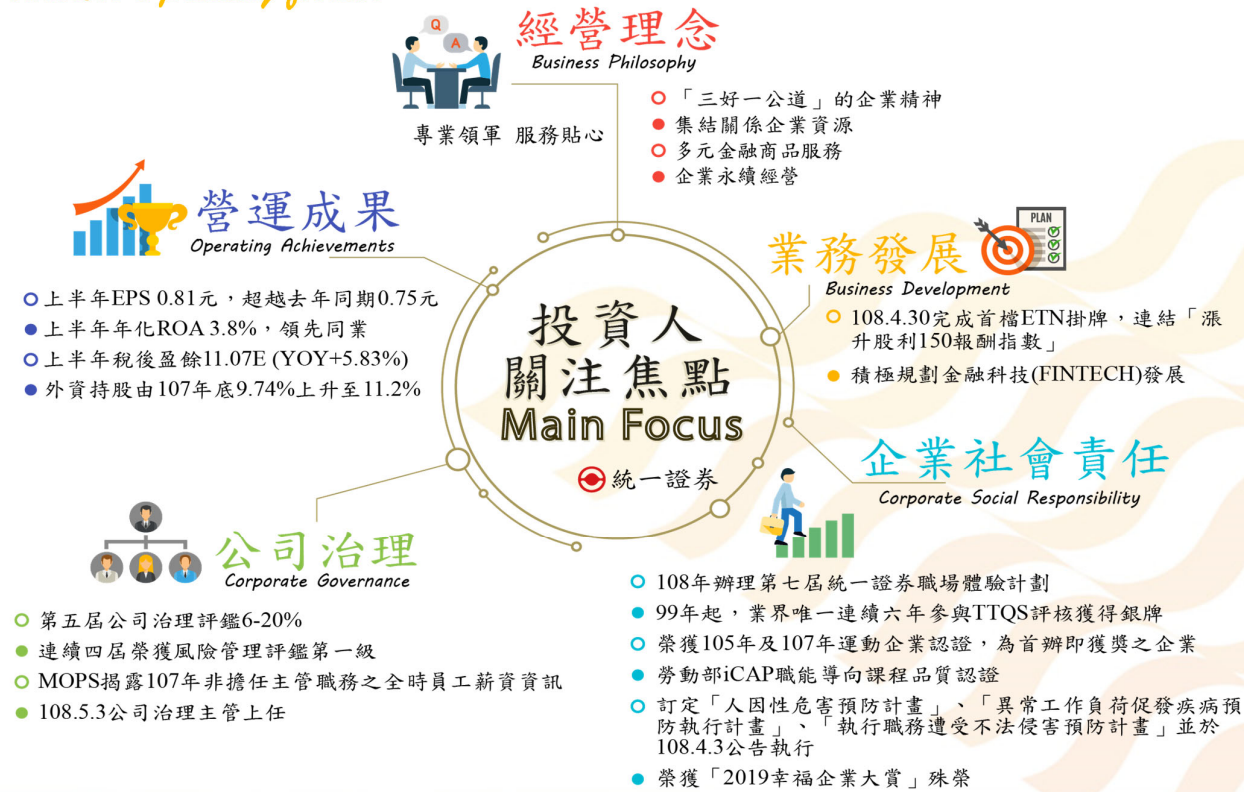 Q
A
經營理念
Business Philosophy
專業領軍 服務貼心
「三好一公道」的企業精神
集結關係企業資源
多元金融商品服務
企業永續經營
營運成果
Operating Achievements
上半年EPS 0.81元,超越去年同期0.75元
上半年年化ROA 3.8%,領先同業
上半年稅後盈餘11.07E (YOY+5.83%)
外資持股由107年底9.74%上升至11.2%
PLAN
業務發展
Business Development
108.4.30完成首檔ETN掛牌,連結「漲
升股利150報酬指數」
積極規劃金融科技(FINTECH)發展
投資人
關注焦點
Main Focus
統一證券
企業社會責任
Corporate Social Responsibility
108年辦理第七屆統一證券職場體驗計劃
99年起,業界唯一連續六年參與TTQS評核獲得銀牌
榮獲105年及107年運動企業認證,為首辦即獲獎之企業
勞動部iCAP職能導向課程品質認證
訂定「人因性危害預防計畫」、「異常工作負荷促發疾病預
防執行計畫」、「執行職務遭受不法侵害預防計畫」並於
108.4.3公告執行
榮獲「2019幸福企業大賞」殊榮
公司治理
Corporate Governance
第五屆公司治理評鑑6-20%
連續四屆榮獲風險管理評鑑第一級
MOPS揭露107年非擔任主管職務之全時員工薪資資訊
108.5.3公司治理主管上任